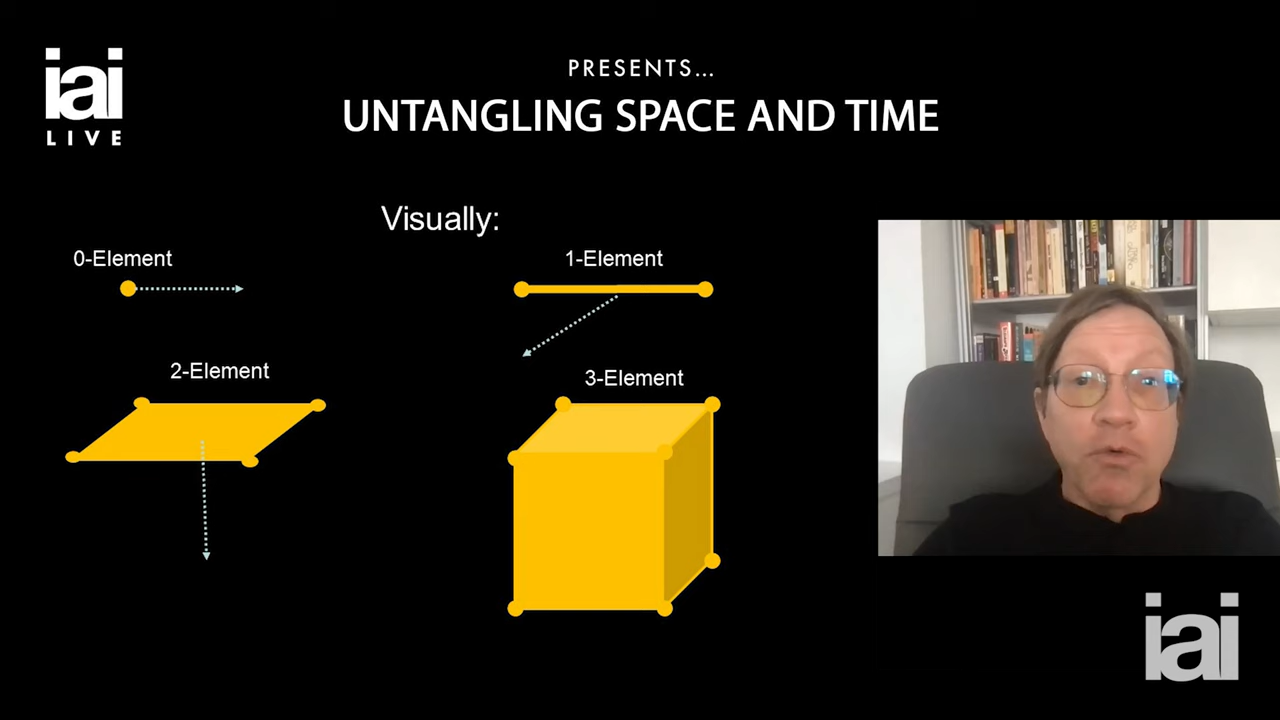 iai
LIVE
PRESENTS...
UNTANGLING SPACE AND TIME
Visually:
0-Element
1-Element
2-Element
3-Element
iai